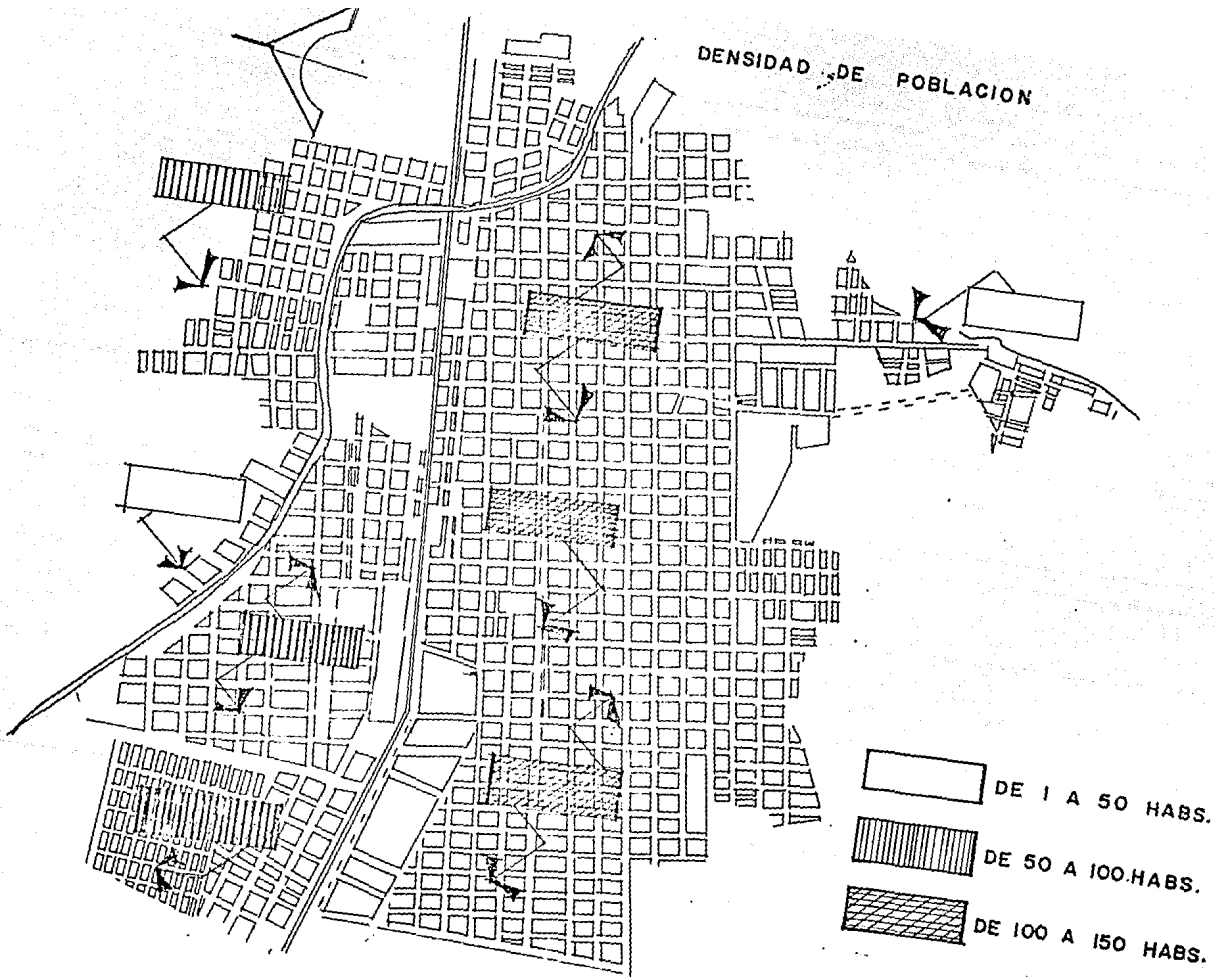 DENSIDAD DE POBLACION
DE 1 A 50 HABS.
DE 50 A 100.HABS.
DE 100 A 150 HABS.